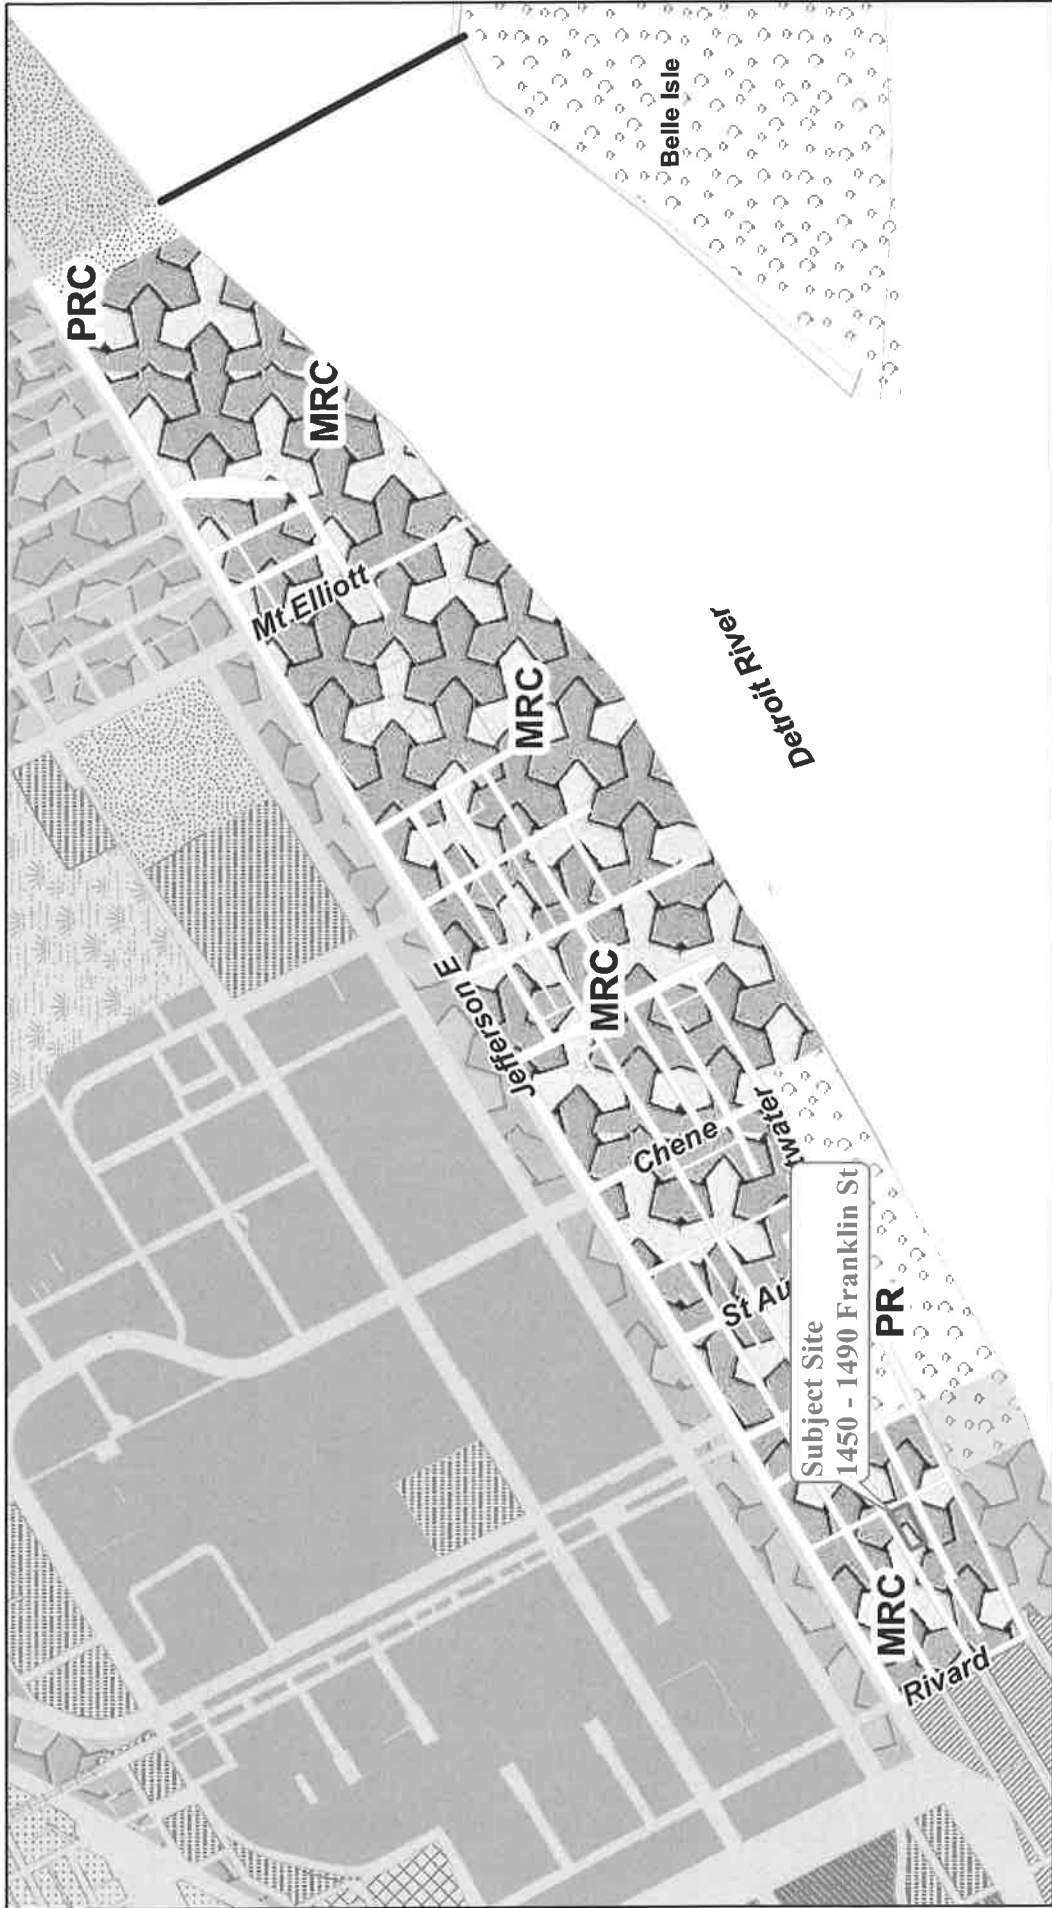 Belle Isle
PRC
MRC
Mt.Elliott
MRC
Detroit River
Jefferson E
MRC
Chene
twater
St Au
Subject Site
1450 - 1490 Franklin St
PR
MRC
Rivard